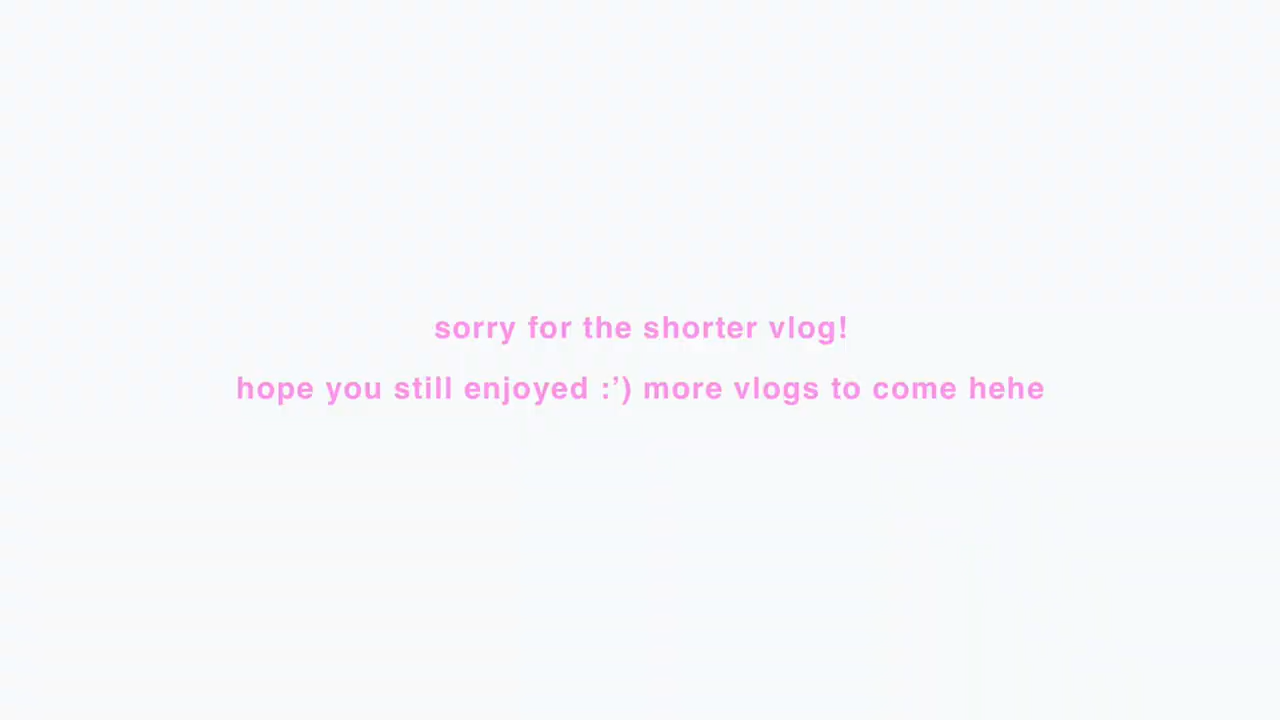 sorry for the shorter vlog!
hope you still enjoyed :’) more vlogs to come hehe